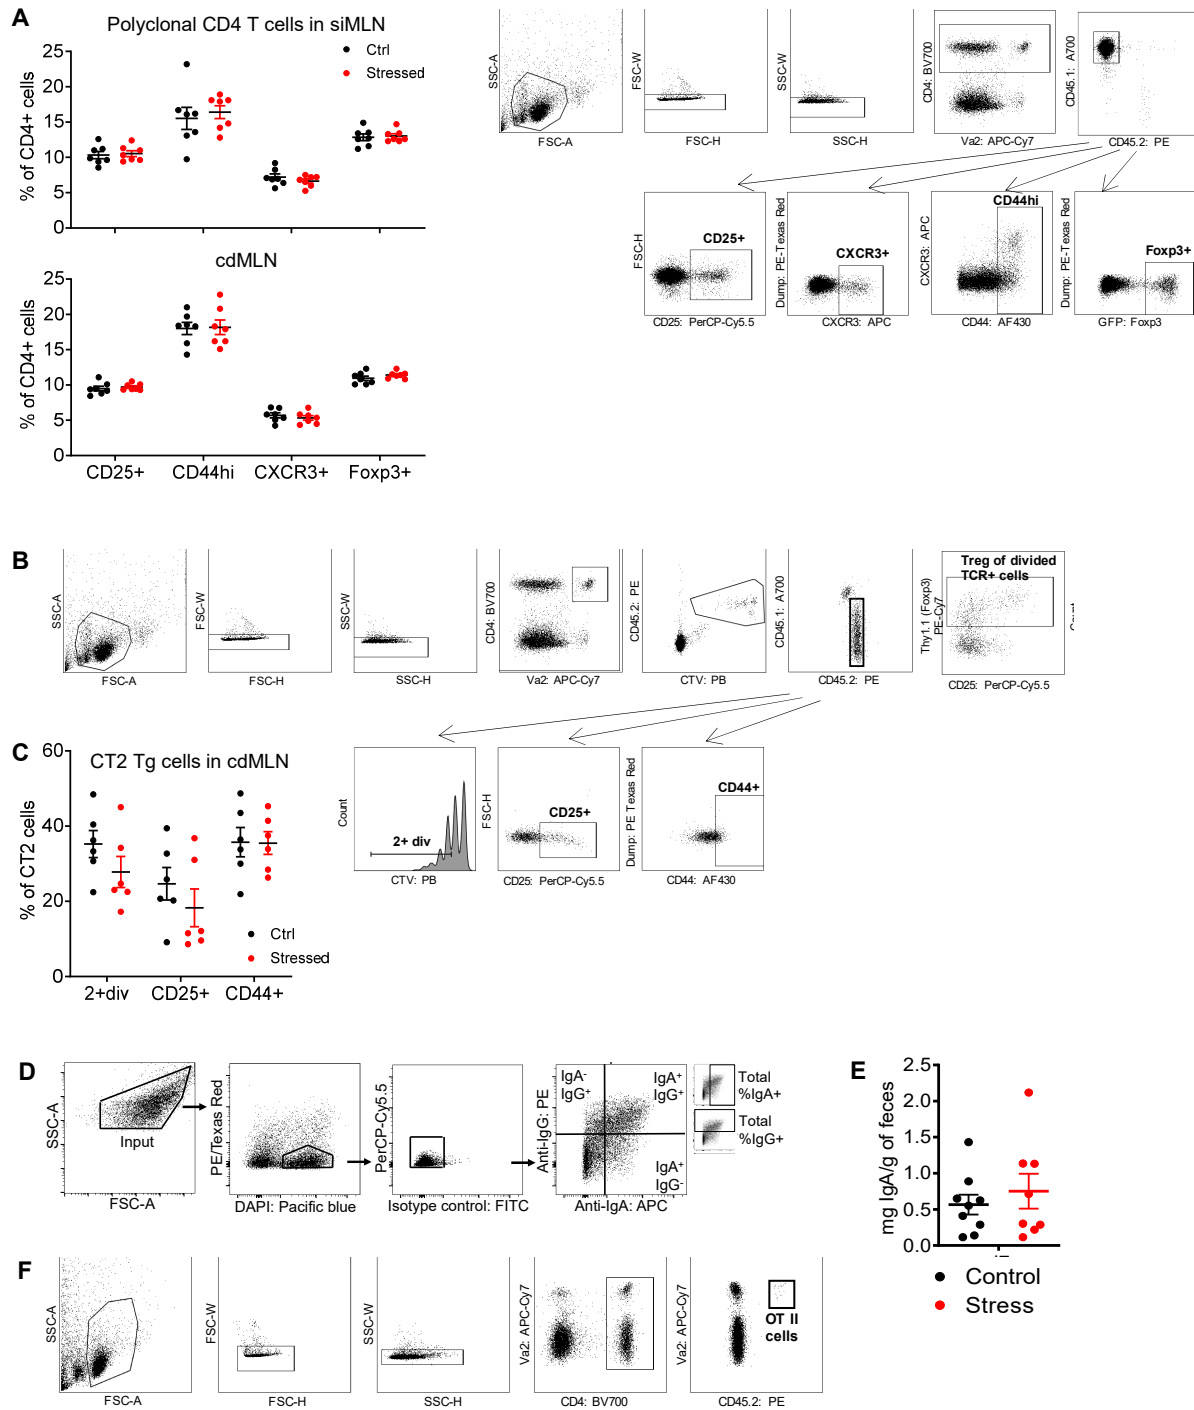 A
Polyclonal CD4 T cells in siMLN
Ctrl
Stressed
% of CD4+ cells
25
20
15
10
5
0
cdMLN
% of CD4+ cells
25
20
15
10
5
0
CD25+ CD44hi CXCR3+ Foxp3+
SSC-A
FSC-A
FSC-W
FSC-H
SSC-W
SSC-H
CD4: BV700
Va2: APC-Cy7
CD45.1: A700
CD45.2: PE
FSC-H
CD25+
CD25: PerCP-Cy5.5
Dump: PE-Texas Red
CXCR3+
CXCR3: APC
CXCR3: APC
CD44hi
CD44: AF430
Dump: PE-Texas Red
Foxp3+
GFP: Foxp3
B
SSC-A
FSC-A
FSC-W
FSC-H
SSC-W
SSC-H
CD4: BV700
Va2: APC-Cy7
CD45.2: PE
CTV: PB
CD45.1: A700
CD45.2: PE
Thy1.1 (Foxp3)
PE-Cy7
Treg of divided
TCR+ cells
CD25: PerCP-Cy5.5
Count
C
CT2 Tg cells in cdMLN
% of CT2 cells
60
40
20
0
Ctrl
Stressed
2+div CD25+ CD44+
Count
2+ div
CTV: PB
FSC-H
CD25+
CD25: PerCP-Cy5.5
Dump: PE Texas Red
CD44+
CD44: AF430
D
SSC-A
Input
FSC-A
PE/Texas Red
DAPI: Pacific blue
PerCP-Cy5.5
Isotype control: FITC
Anti-IgG: PE
IgA-
IgG+
IgA+
IgG+
IgA+
IgG-
Anti-IgA: APC
Total
%IgA+
Total
%IgG+
E
mg IgA/g of feces
2.5
2.0
1.5
1.0
0.5
0.0
Control
Stress
F
SSC-A
FSC-A
FSC-W
FSC-H
SSC-W
SSC-H
Va2: APC-Cy7
CD4: BV700
Va2: APC-Cy7
OT II
cells
CD45.2: PE